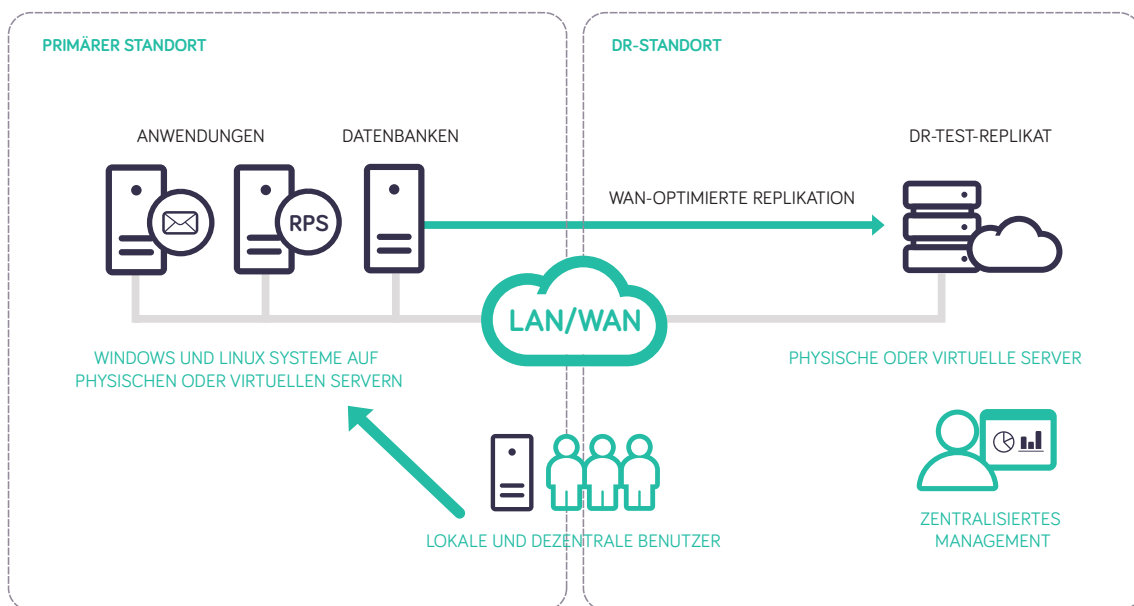 PRIMÄRER STANDORT
DR-STANDORT
ANWENDUNGEN
DATENBANKEN
DR-TEST-REPLIKAT
RPS
WAN-OPTIMIERTE REPLIKATION
LAN/WAN
WINDOWS UND LINUX SYSTEME AUF
PHYSISCHEN ODER VIRTUELLEN SERVERN
PHYSISCHE ODER VIRTUELLE SERVER
LOKALE UND DEZENTRALE BENUTZER
ZENTRALISIERTES
MANAGEMENT